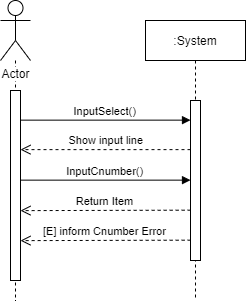 :System
Actor
InputSelect()
Show input line
InputCnumber()
Return Item
[E] inform Cnumber Error